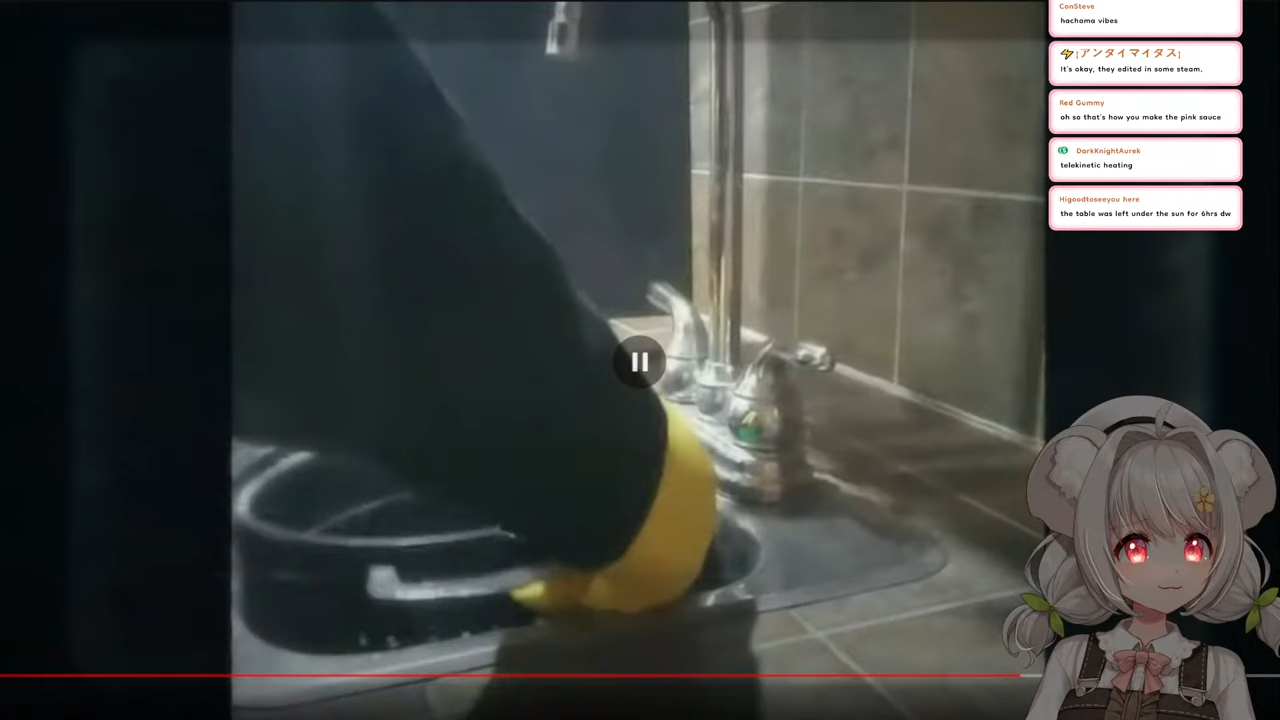 ConSteve
hachama vibes
[アンタイマイタス]
It's okay, they edited in some steam.
Red Gummy
oh so that's how you make the pink sauce
DarkKnightAurek
telekinetic heating
Higoodtoseeyou here
the table was left under the sun for 6hrs dw